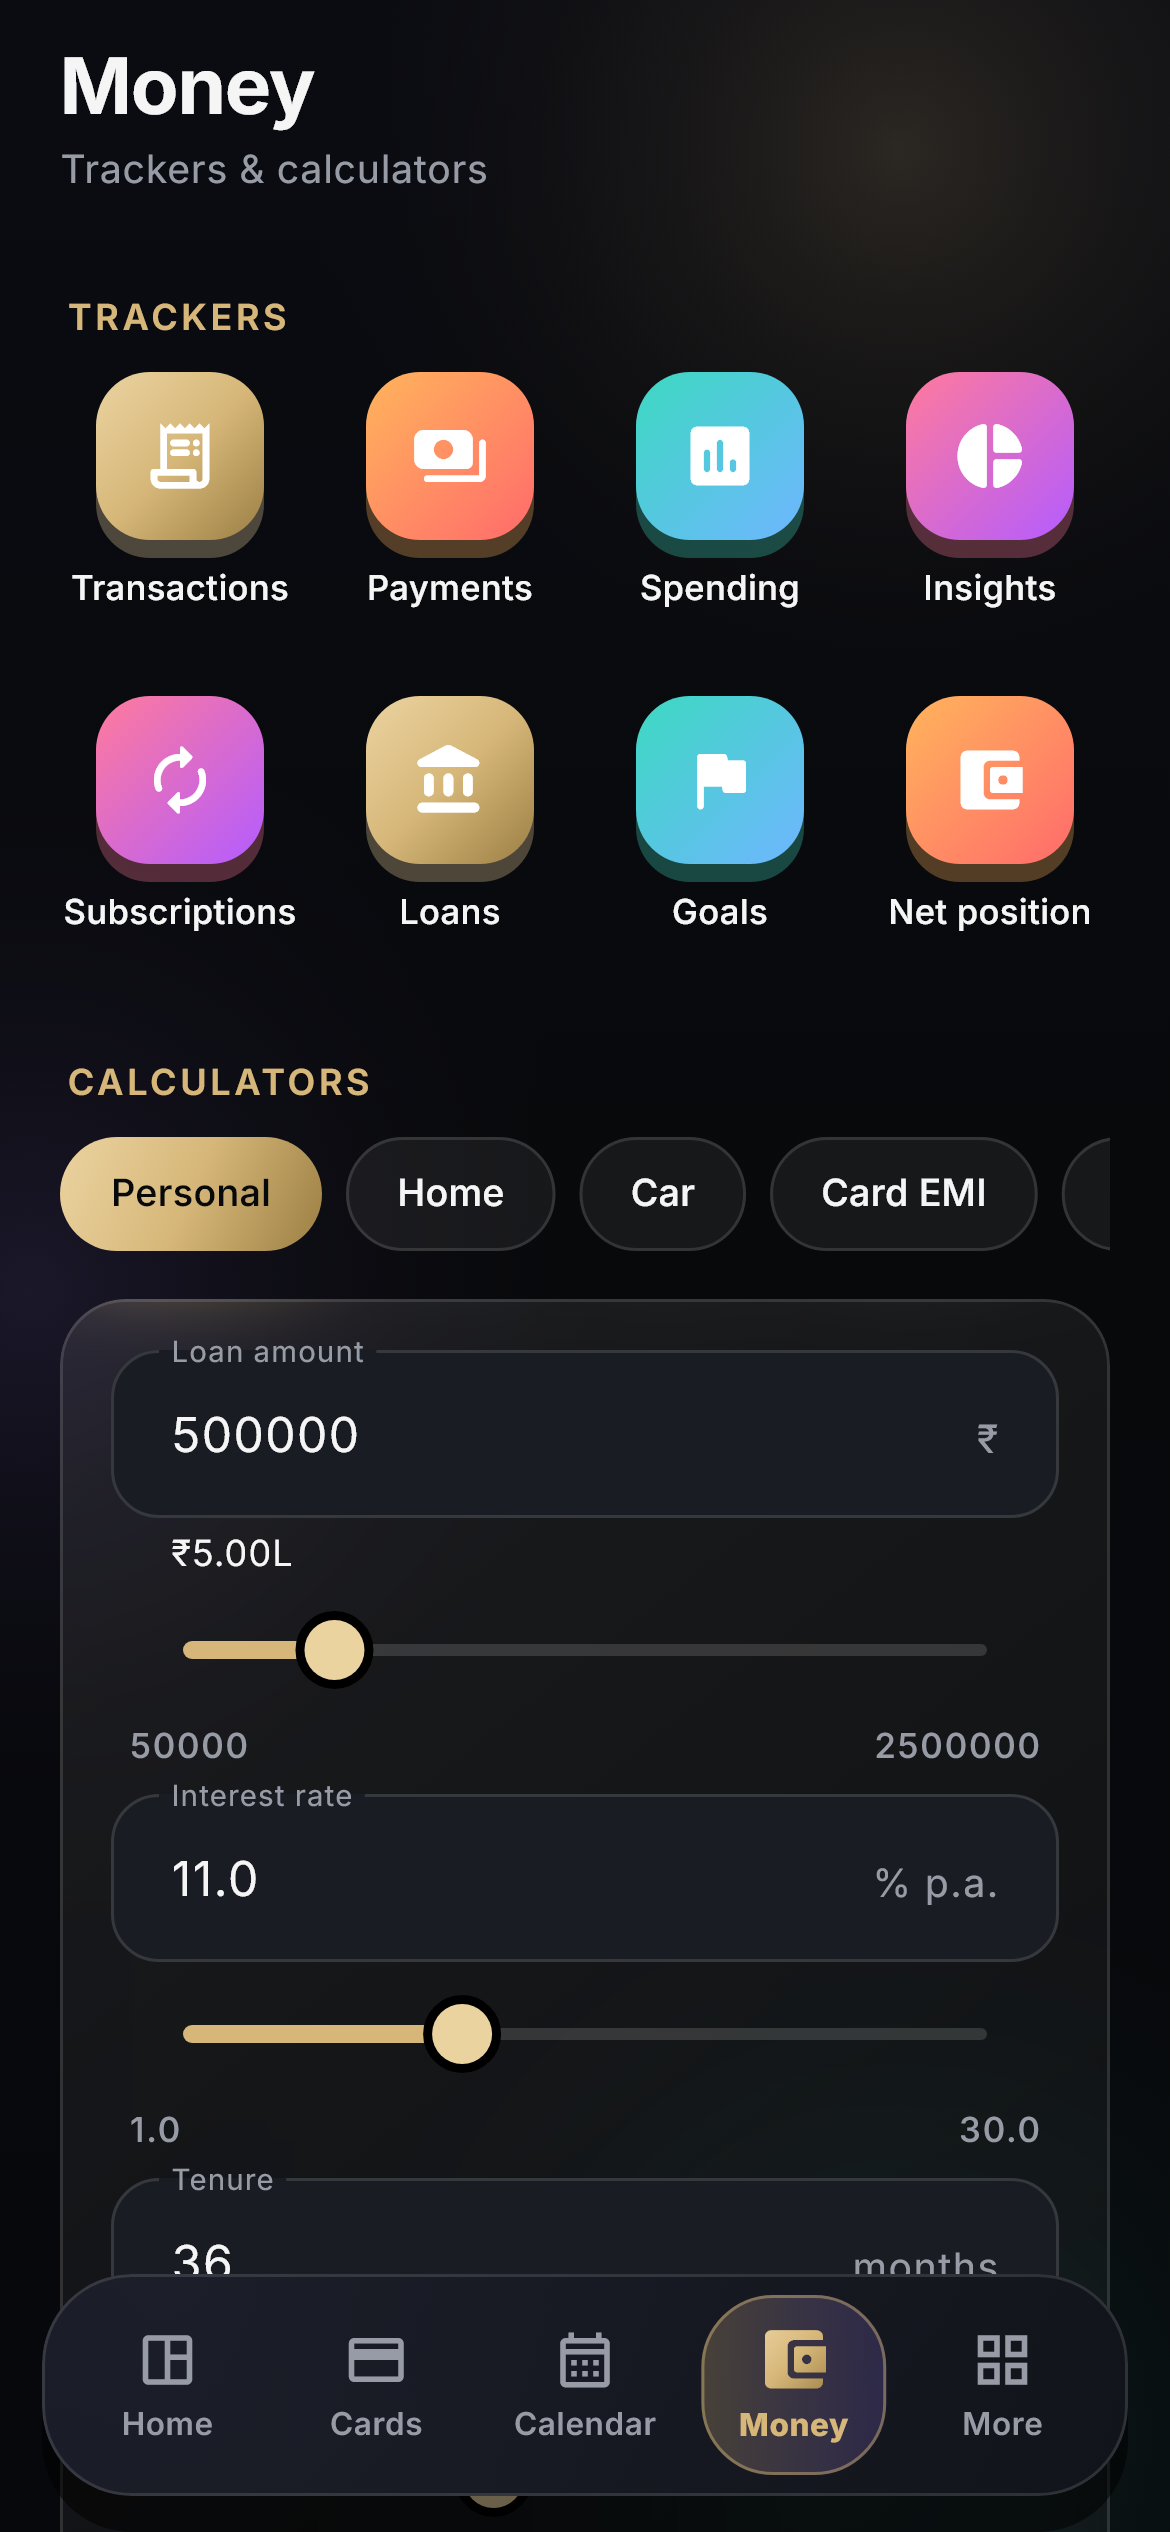 Money
Trackers & calculators
TRACKERS
Transactions
Payments
Spending
Insights
Subscriptions
Loans
Goals
Net position
CALCULATORS
Personal
Home
Car
Card EMI
Loan amount
500000
₹
₹5.00L
50000
2500000
Interest rate
11.0
% p.a.
1.0
30.0
Tenure
36
months
Home
Cards
Calendar
Money
More